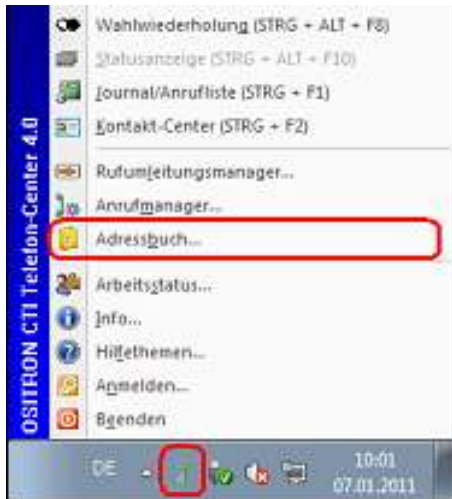 Wahlwiederholung (STRG + ALT + F8)
Statusanzeige (STRG + ALT + F10)
Journal/Anrufliste (STRG + F1)
Kontakt-Center (STRG + F2)
Rufumleitungsmanager...
Anrufmanager...
Adressbuch...
Arbeitsstatus...
Info...
Hilfethemen...
Anmelden...
Beenden
OSITRON CTI Telefon-Center 4.0
DE
10:01
07.01.2011